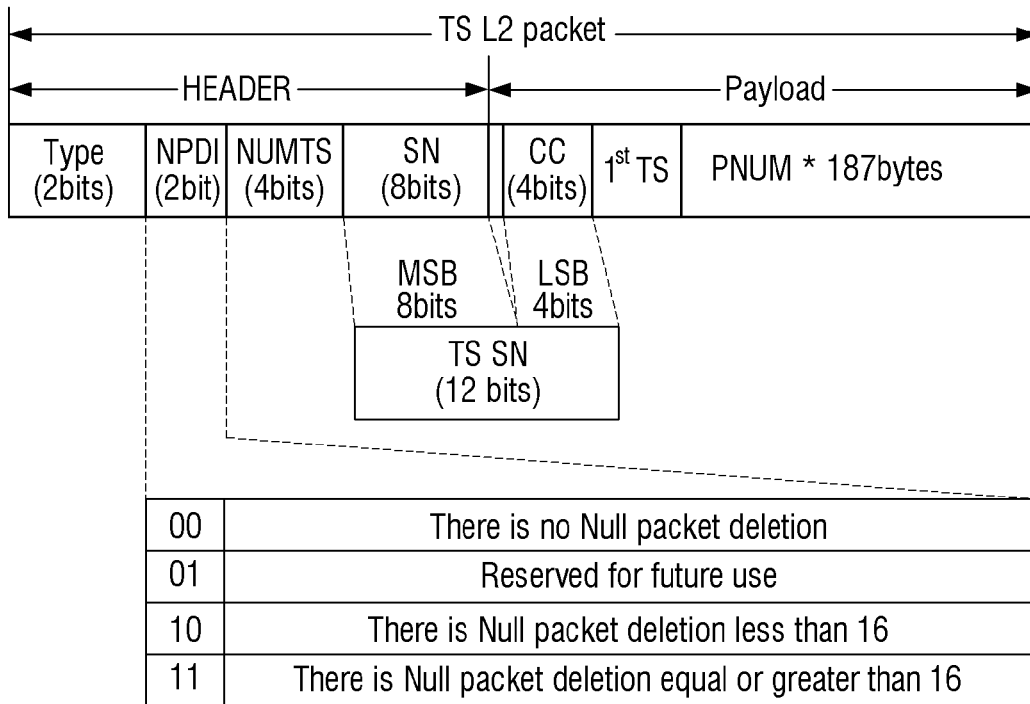 TS L2 packet
HEADER
Payload
Type
(2bits)
NPDI
(2bit)
NUMTS
(4bits)
SN
(8bits)
CC
(4bits)
1st TS
PNUM * 187bytes
MSB
8bits
LSB
4bits
TS SN
(12 bits)
00 There is no Null packet deletion
01 Reserved for future use
10 There is Null packet deletion less than 16
11 There is Null packet deletion equal or greater than 16